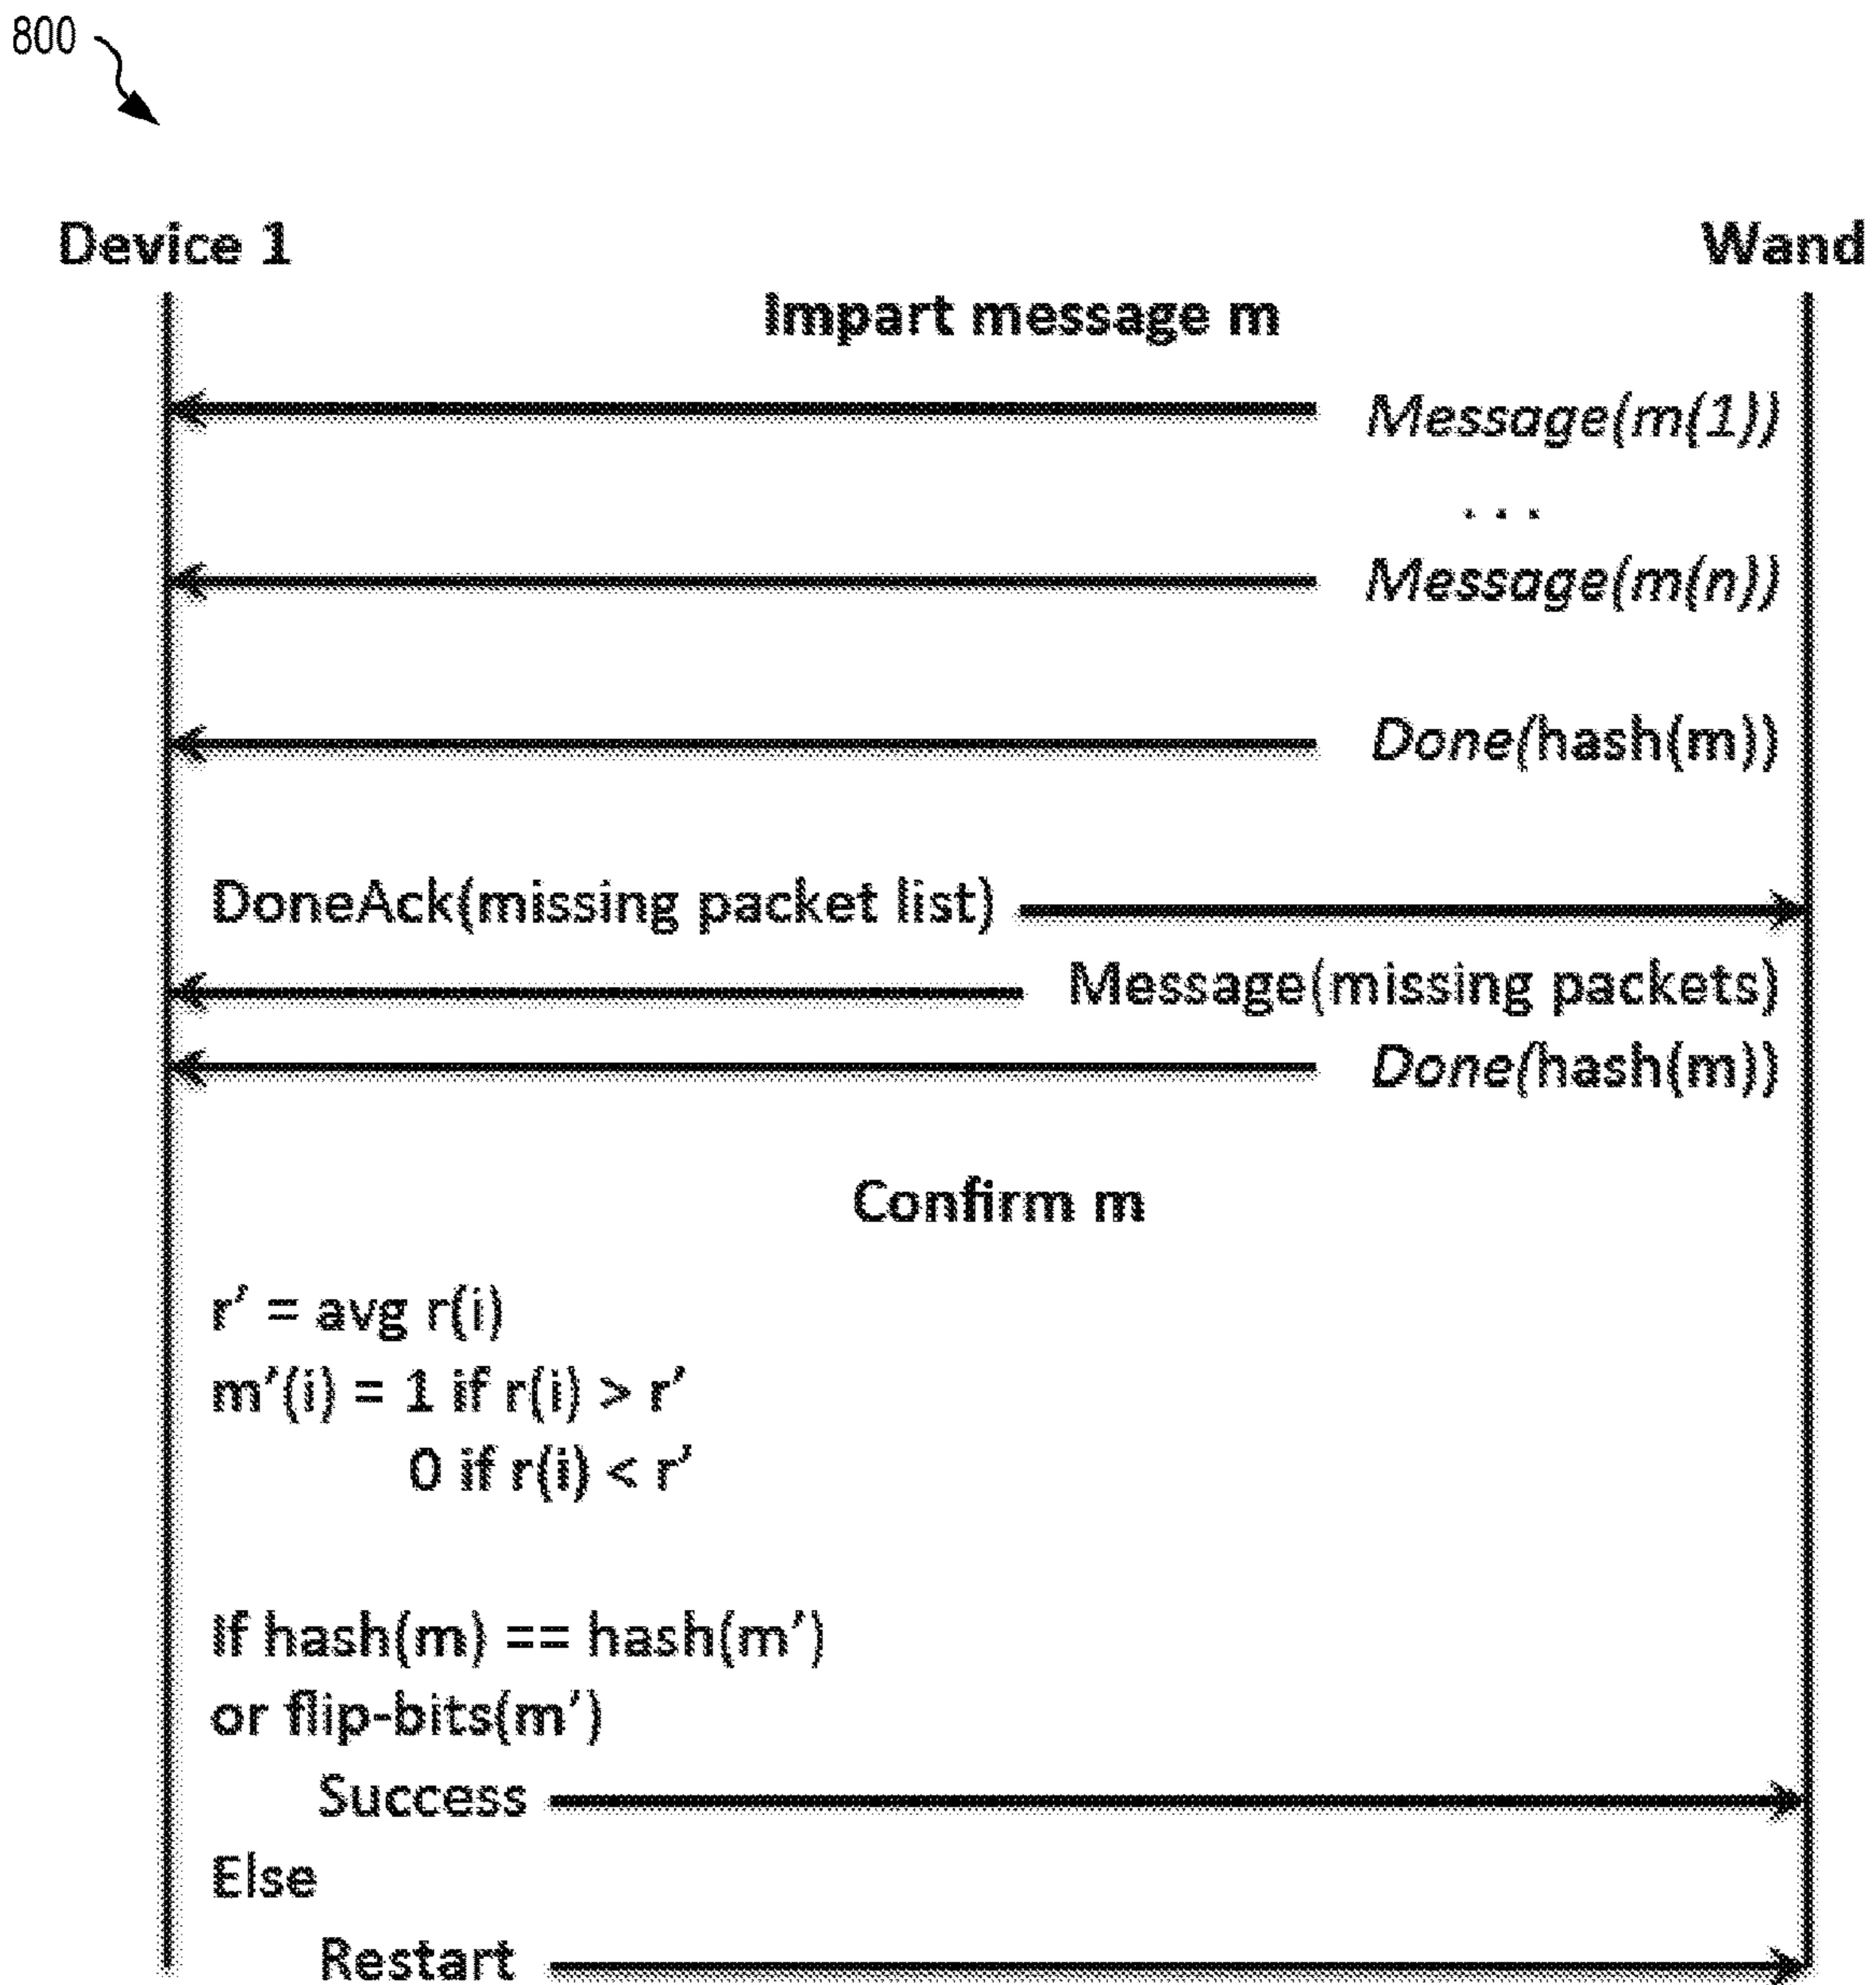 800
Device 1
Wand
Impart message m
Message(m(1))
. . .
Message(m(n))
Done(hash(m))
DoneAck(missing packet list)
Message(missing packets)
Done(hash(m))
Confirm m
r’ = avg r(i)
m’(i) = 1 if r(i) > r’
0 if r(i) < r’
If hash(m) == hash(m’)
or flip-bits(m’)
Success
Else
Restart